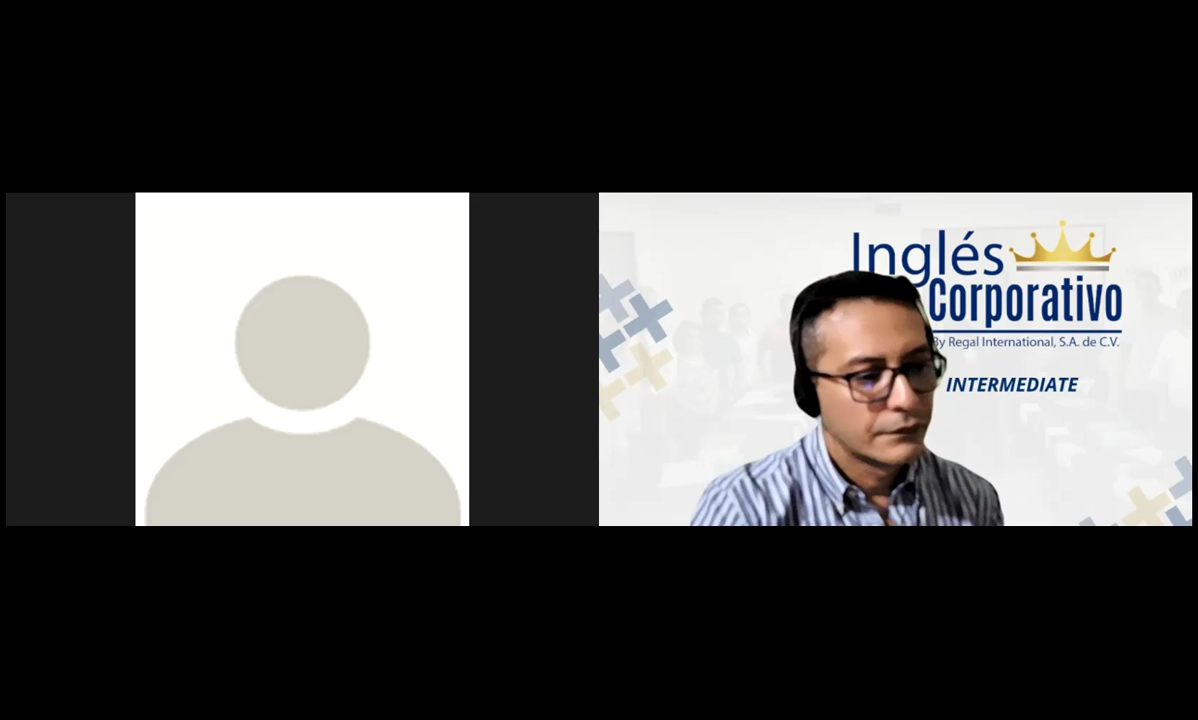 Inglés
Corporativo
By Regal International, S.A. de C.V.
INTERMEDIATE